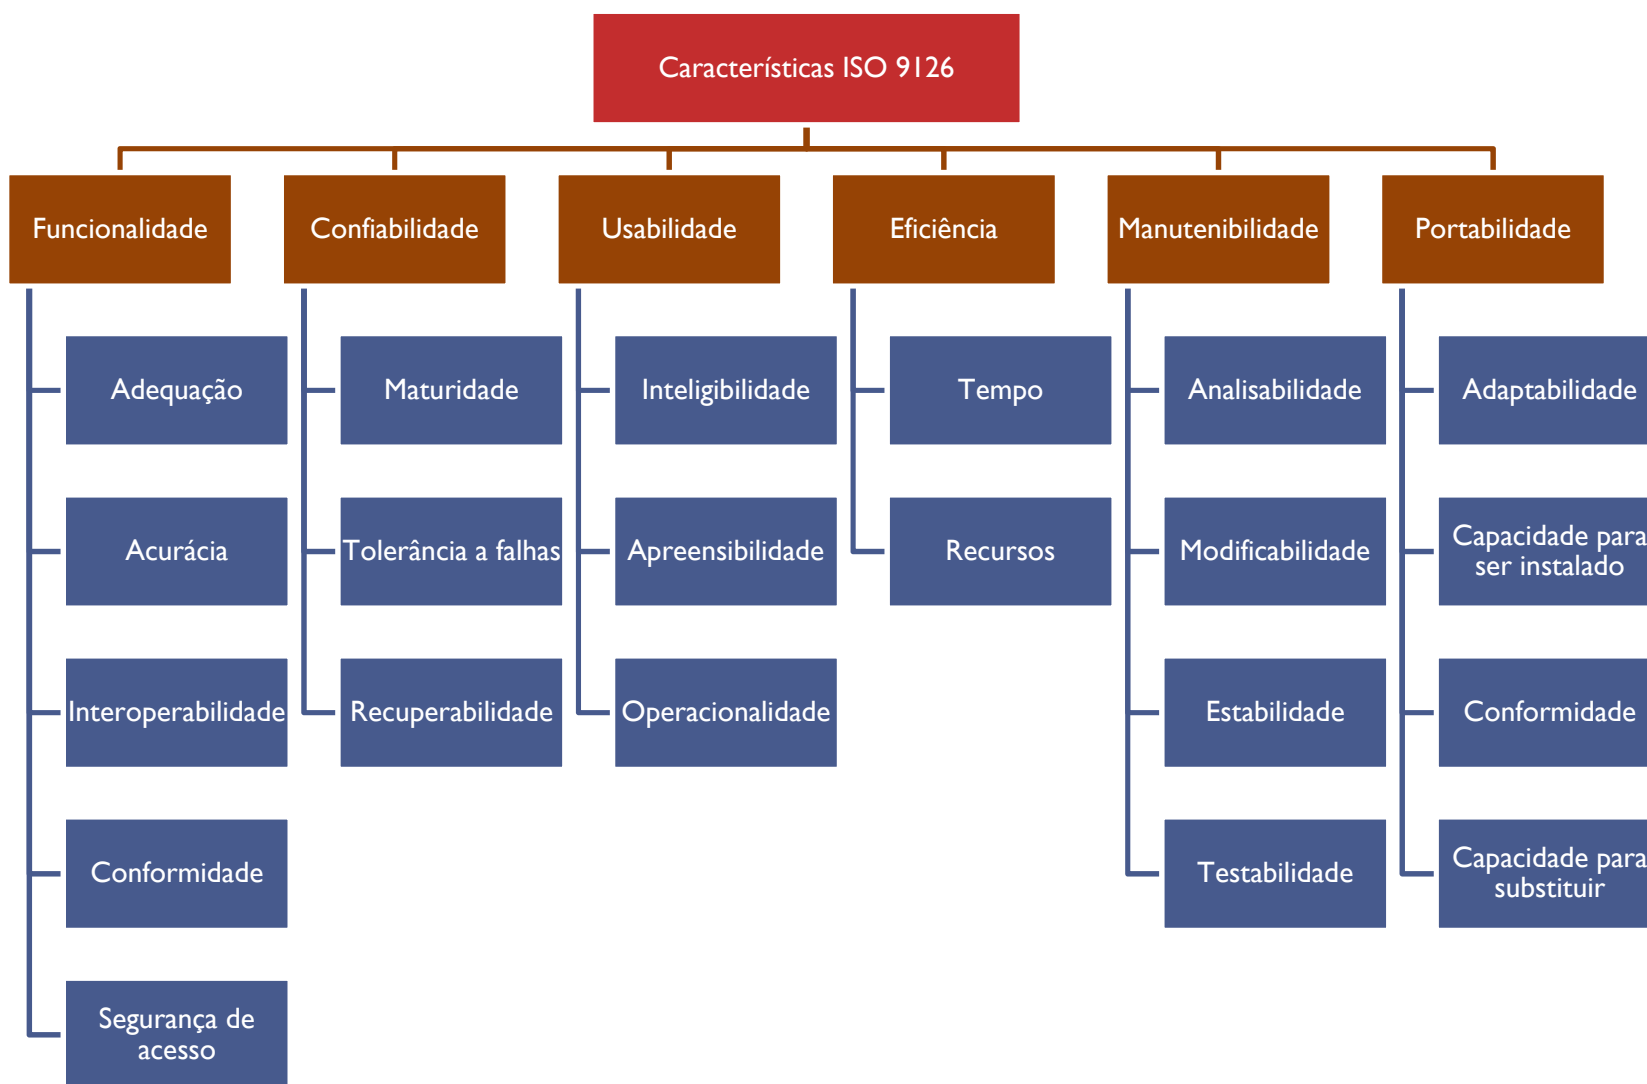 Características ISO 9126
Funcionalidade
Confiabilidade
Usabilidade
Eficiência
Manutenibilidade
Portabilidade
Adequação
Maturidade
Inteligibilidade
Tempo
Analisabilidade
Adaptabilidade
Acurácia
Tolerância a falhas
Apreensibilidade
Recursos
Modificabilidade
Capacidade para
ser instalado
Interoperabilidade
Recuperabilidade
Operacionalidade
Estabilidade
Conformidade
Conformidade
Testabilidade
Capacidade para
substituir
Segurança de
acesso